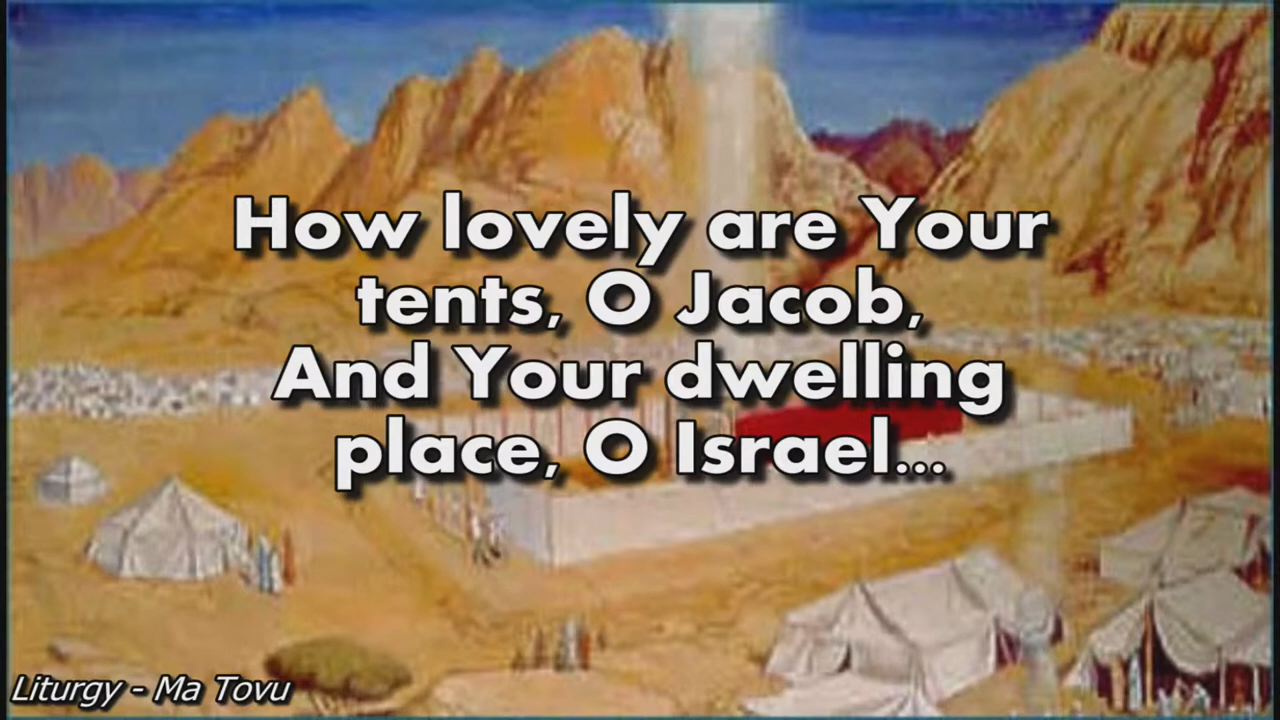 How lovely are Your
tents, O Jacob,
And Your dwelling
place, O Israel...
Liturgy - Ma Tovu